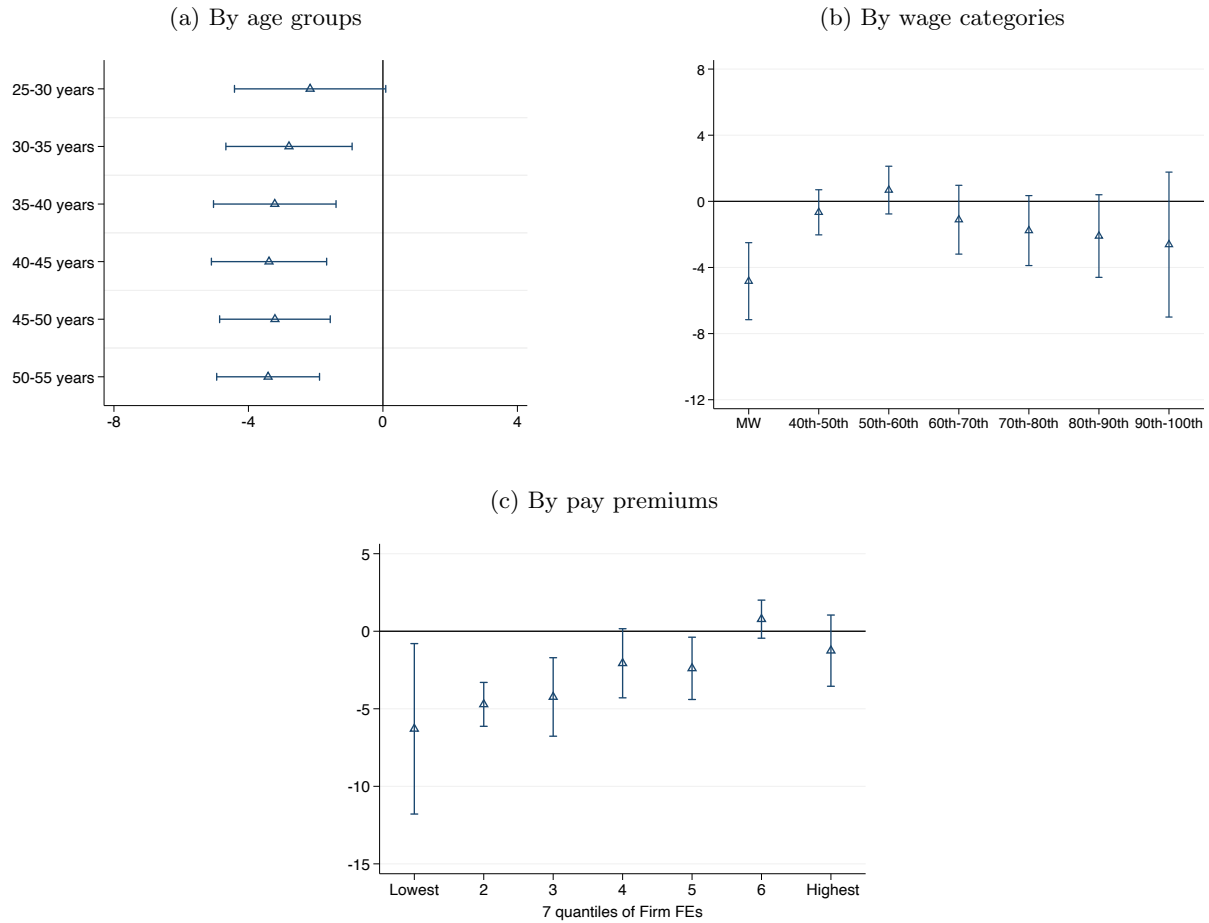 (a) By age groups
25-30 years
30-35 years
35-40 years
40-45 years
45-50 years
50-55 years
-8 -4 0 4
(b) By wage categories
8
4
0
-4
-8
-12
MW 40th-50th 50th-60th 60th-70th 70th-80th 80th-90th 90th-100th
(c) By pay premiums
5
0
-5
-10
-15
Lowest 2 3 4 5 6 Highest
7 quantiles of Firm FEs